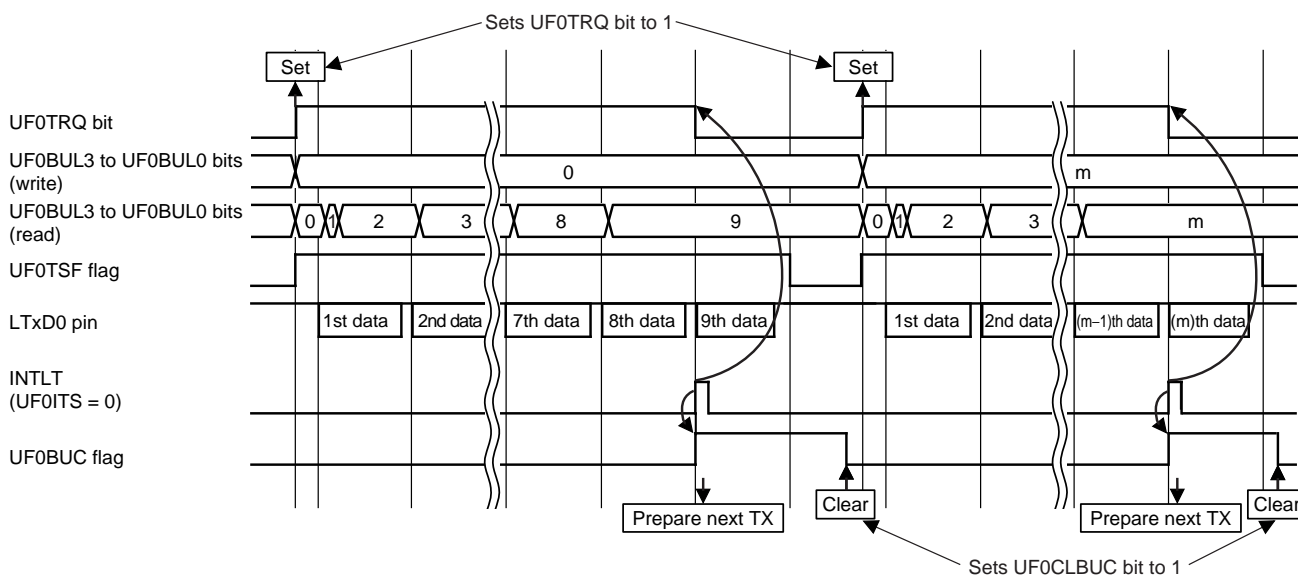 Sets UF0TRQ bit to 1
Set
Set
UF0TRQ bit
UF0BUL3 to UF0BUL0 bits
(write)
0
m
UF0BUL3 to UF0BUL0 bits
(read)
0 1 2 3 8 9 0 1 2 3 m
UF0TSF flag
LTxD0 pin
1st data 2nd data 7th data 8th data 9th data 1st data 2nd data (m–1)th data (m)th data
INTLT
(UF0ITS = 0)
UF0BUC flag
Prepare next TX
Clear
Prepare next TX
Clear
Sets UF0CLBUC bit to 1